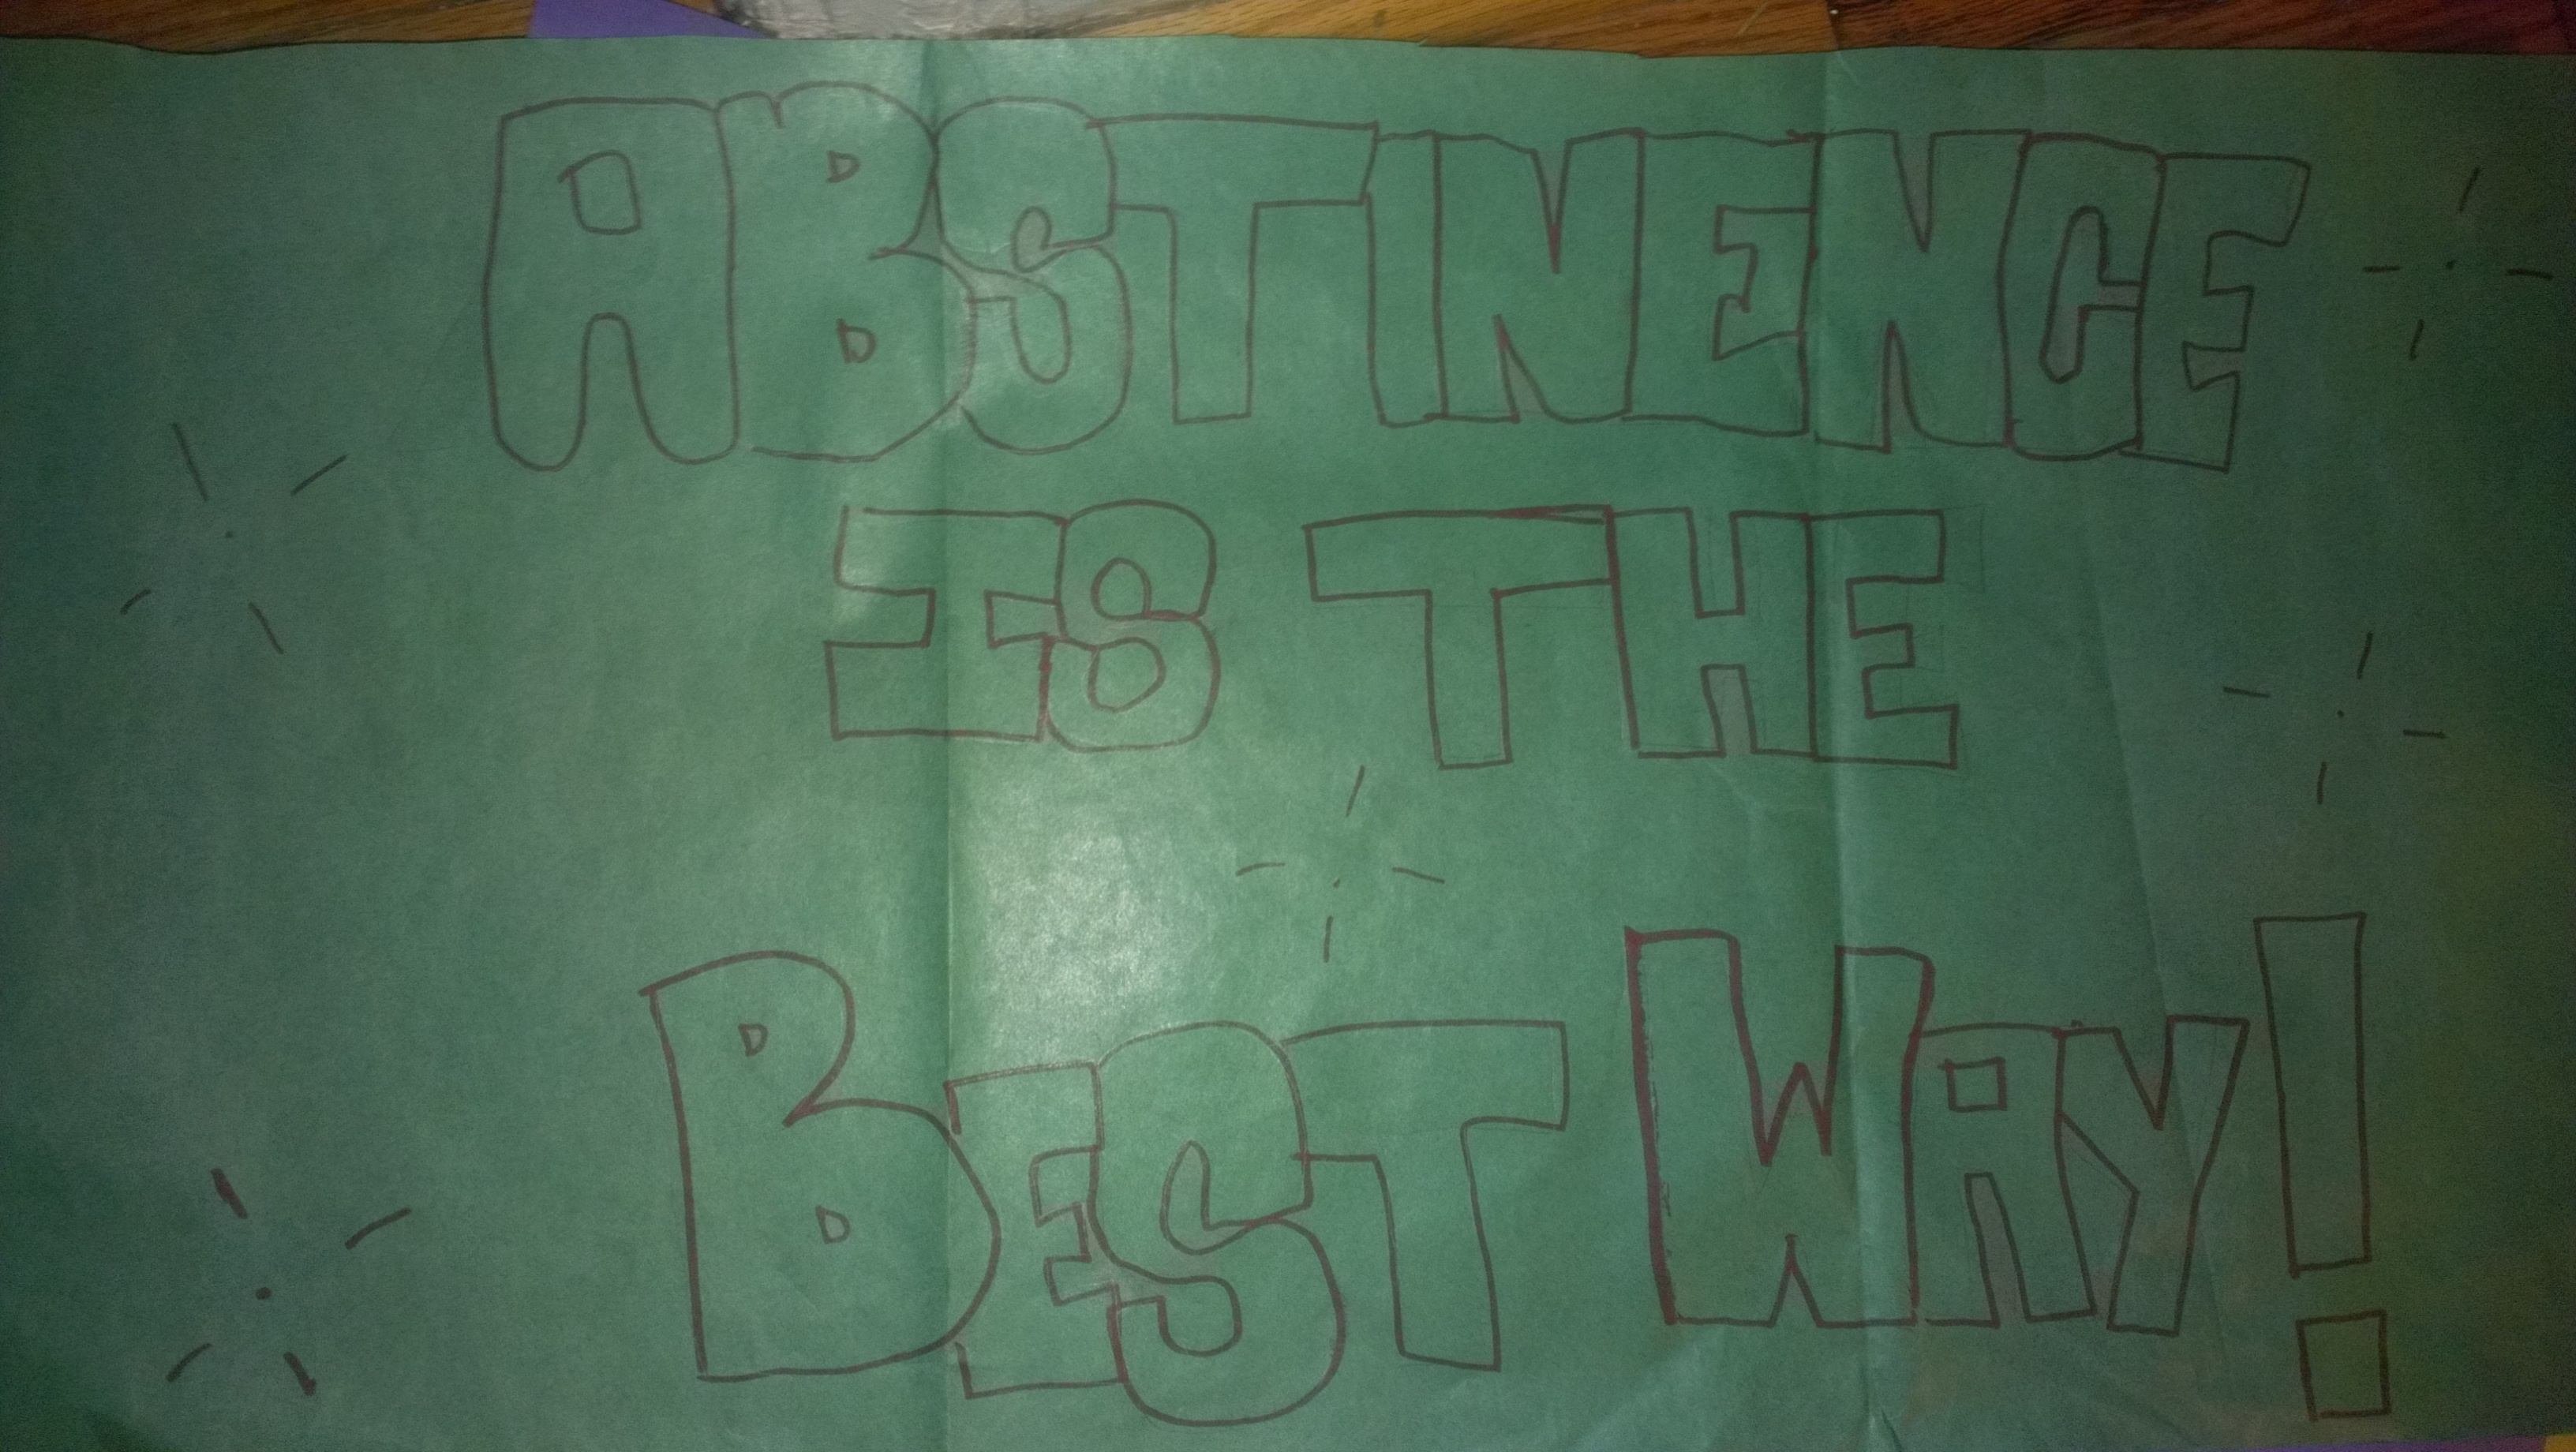 ABSTINENCE
IS THE
BEST WAY!